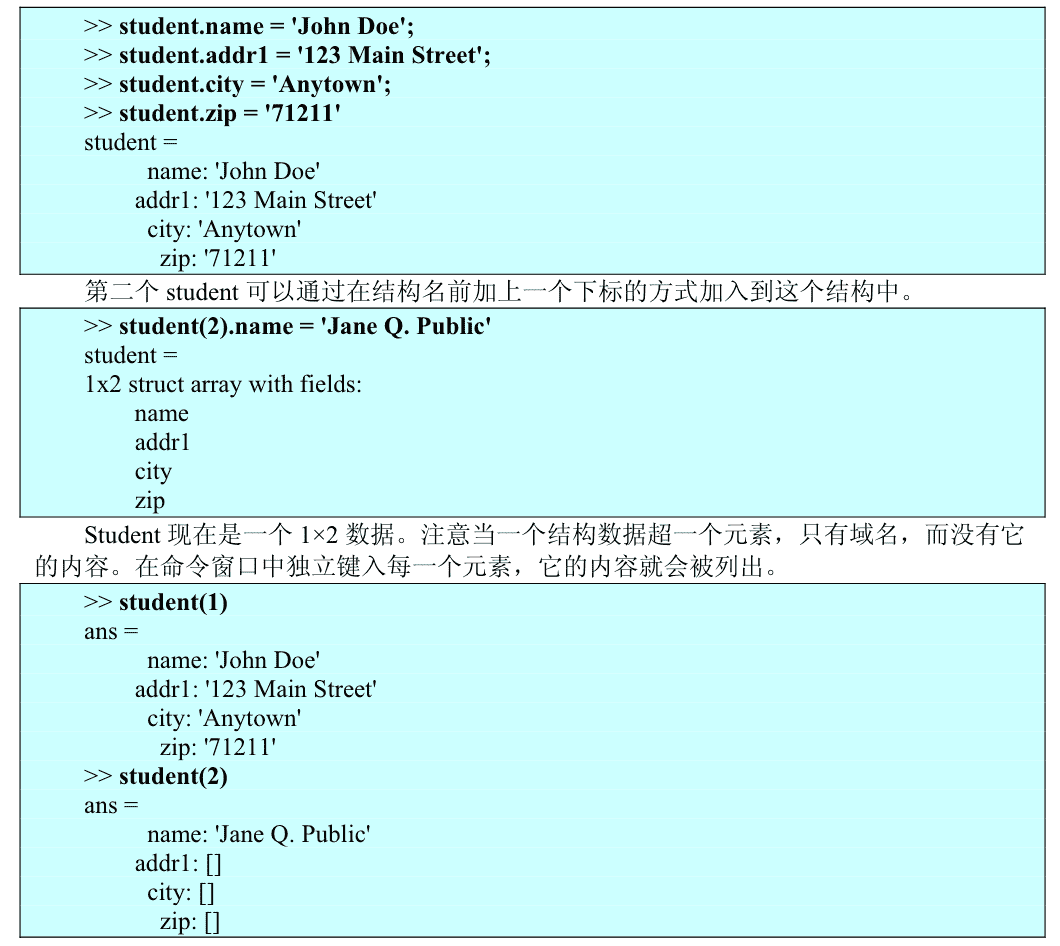 >> student.name = 'John Doe';
>> student.addr1 = '123 Main Street';
>> student.city = 'Anytown';
>> student.zip = '71211'
student =
name: 'John Doe'
addr1: '123 Main Street'
city: 'Anytown'
zip: '71211'
第二个 student 可以通过在结构名前加上一个下标的方式加入到这个结构中。
>> student(2).name = 'Jane Q. Public'
student =
1x2 struct array with fields:
name
addr1
city
zip
Student 现在是一个 1×2 数据。注意当一个结构数据超一个元素，只有域名，而没有它
的内容。在命令窗口中独立键入每一个元素，它的内容就会被列出。
>> student(1)
ans =
name: 'John Doe'
addr1: '123 Main Street'
city: 'Anytown'
zip: '71211'
>> student(2)
ans =
name: 'Jane Q. Public'
addr1: []
city: []
zip: []